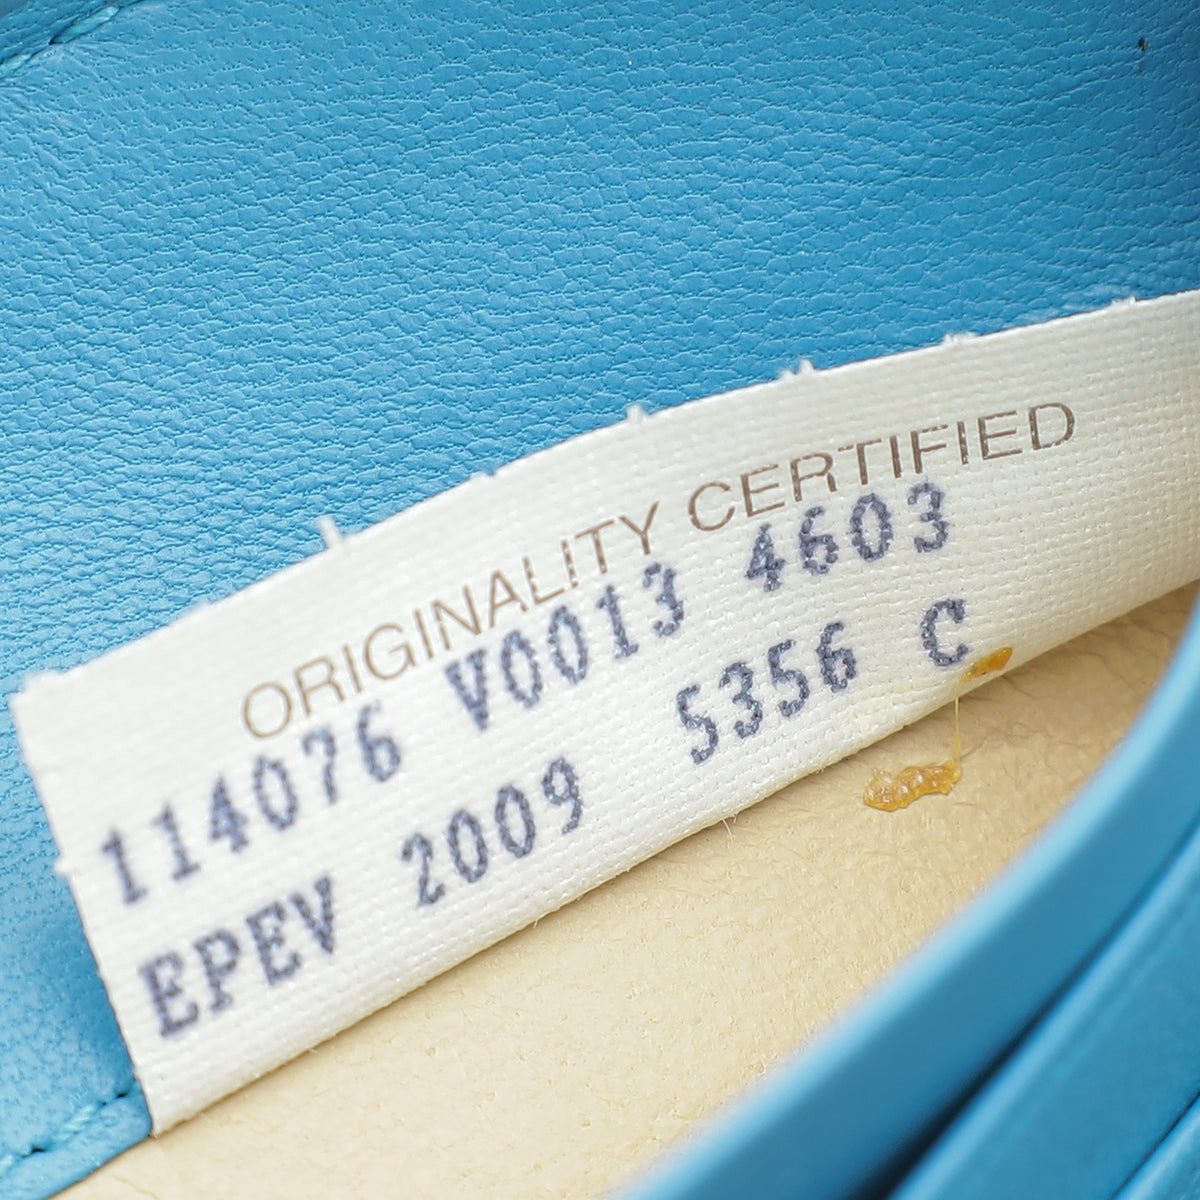 ORIGINALITY CERTIFIED
114076 V0013 4603
EPEV 2009 5356 C